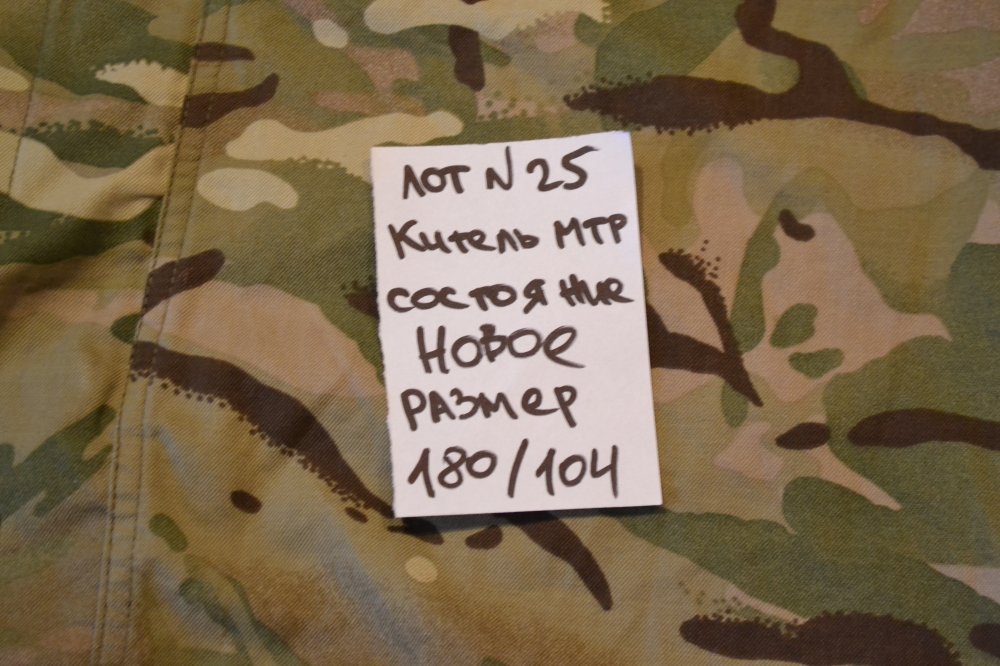 ЛОТ N 25
Китель МТР
состояние
Новое
размер
180/104